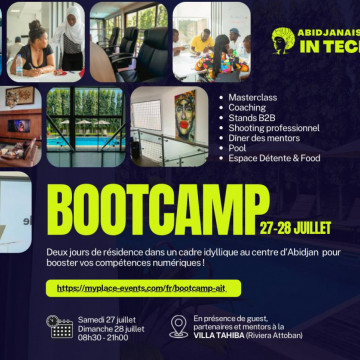 ABIDJANAIS
IN TECH
Masterclass
Coaching
Stands B2B
Shooting professionnel
Dîner des mentors
Pool
Espace Détente & Food
BOOTCAMP
27-28 JUILLET
Deux jours de résidence dans un cadre idyllique au centre d'Abidjan pour
booster vos compétences numériques !
https://myplace-events.com/fr/bootcamp-ait
Samedi 27 juillet
Dimanche 28 juillet
08h30 - 21h00
En présence de guest,
partenaires et mentors à la
VILLA TAHIBA (Riviera Attoban)